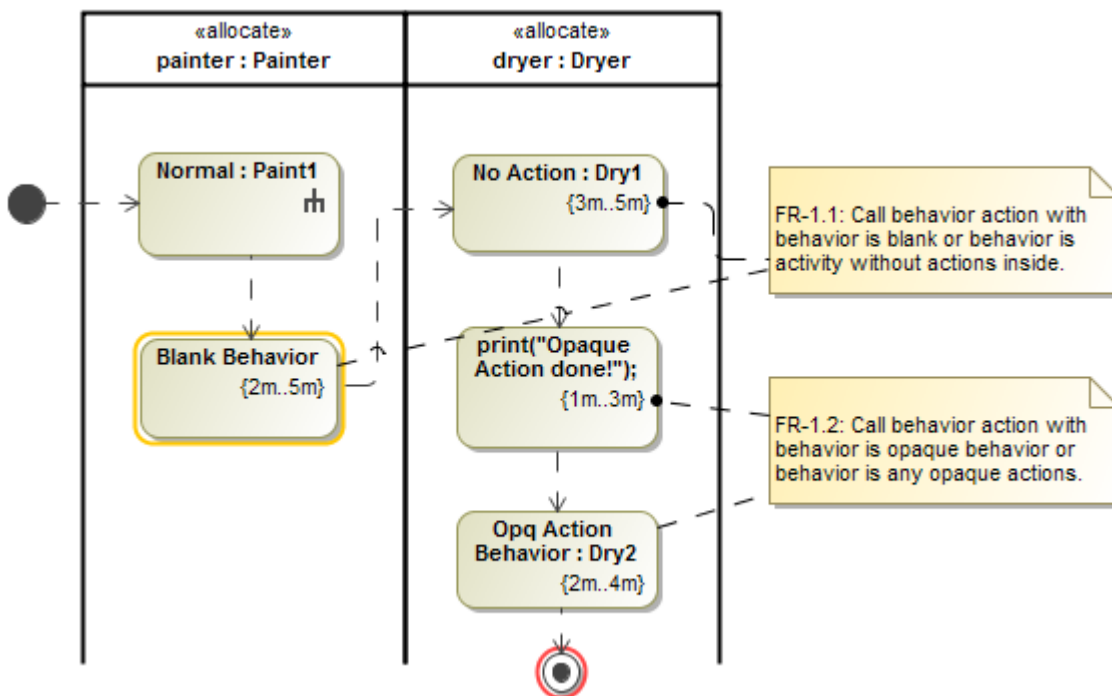 «allocate»
painter : Painter
«allocate»
dryer : Dryer
Normal : Paint1
No Action : Dry1
{3m..5m}
FR-1.1: Call behavior action with
behavior is blank or behavior is
activity without actions inside.
Blank Behavior
{2m..5m}
print("Opaque
Action done!");
{1m..3m}
FR-1.2: Call behavior action with
behavior is opaque behavior or
behavior is any opaque actions.
Opq Action
Behavior : Dry2
{2m..4m}